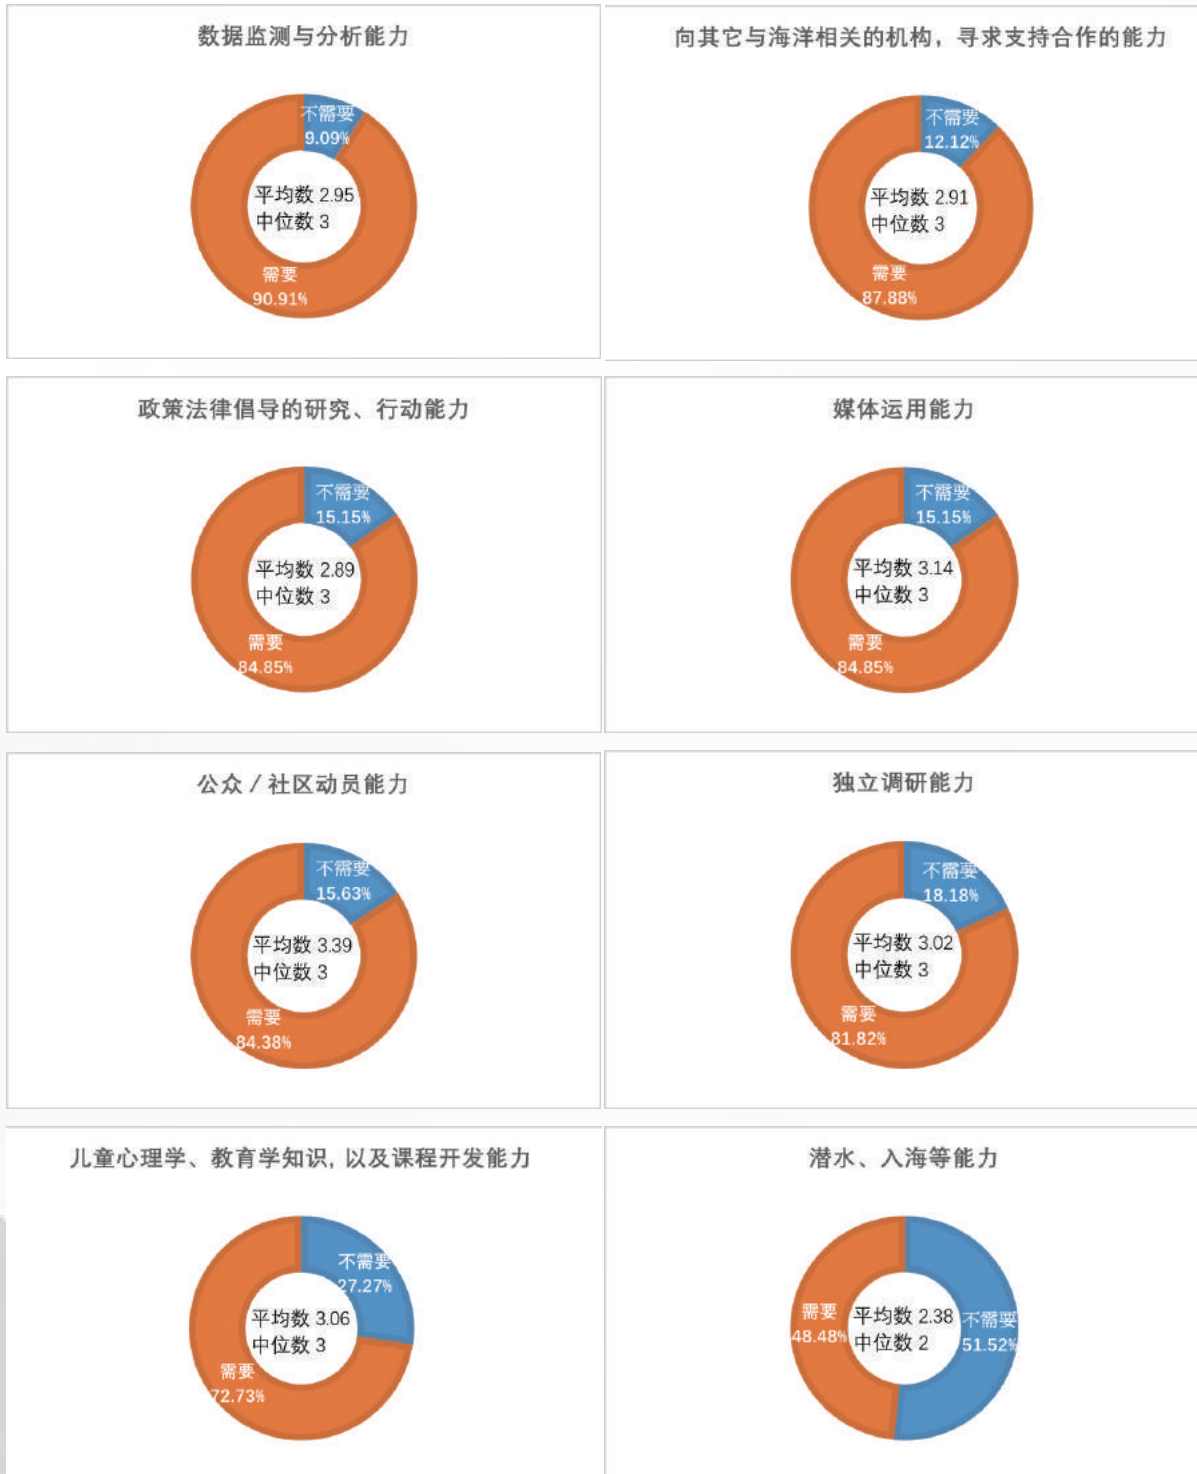 数据监测与分析能力
不需要
9.09%
平均数 2.95
中位数 3
需要
90.91%
向其它与海洋相关的机构，寻求支持合作的能力
不需要
12.12%
平均数 2.91
中位数 3
需要
87.88%
政策法律倡导的研究、行动能力
不需要
15.15%
平均数 2.89
中位数 3
需要
84.85%
媒体运用能力
不需要
15.15%
平均数 3.14
中位数 3
需要
84.85%
公众 / 社区动员能力
不需要
15.63%
平均数 3.39
中位数 3
需要
84.38%
独立调研能力
不需要
18.18%
平均数 3.02
中位数 3
需要
81.82%
儿童心理学、教育学知识, 以及课程开发能力
不需要
27.27%
平均数 3.06
中位数 3
需要
72.73%
潜水、入海等能力
需要
48.48%
平均数 2.38
中位数 2
不需要
51.52%